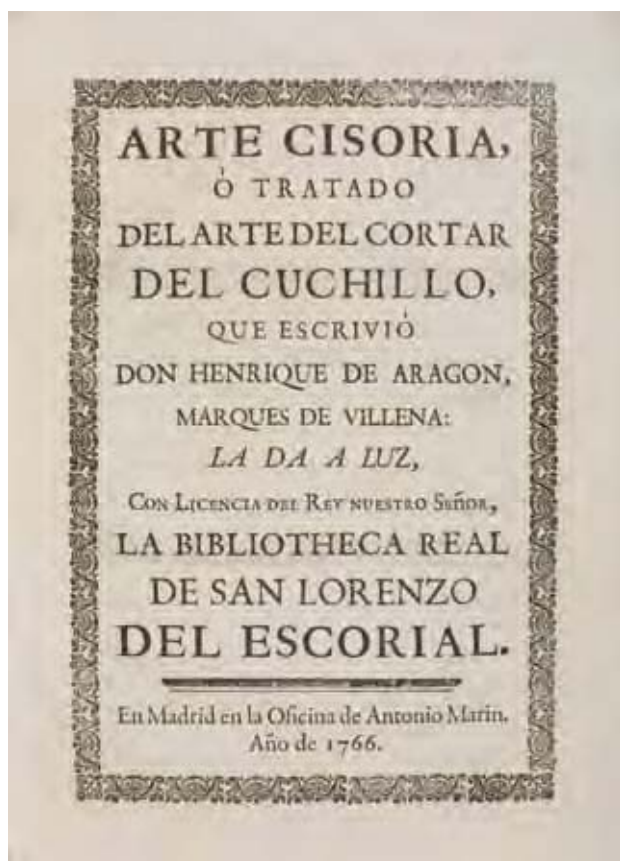 ARTE CISORIA,
Ò TRATADO
DEL ARTE DEL CORTAR
DEL CUCHILLO,
QUE ESCRIVIÓ
DON HENRIQUE DE ARAGON,
MARQUES DE VILLENA:
LA DA A LUZ,
CON LICENCIA DEL REY NUESTRO SEÑOR,
LA BIBLIOTHECA REAL
DE SAN LORENZO
DEL ESCORIAL.
En Madrid en la Oficina de Antonio Marin.
Año de 1766.